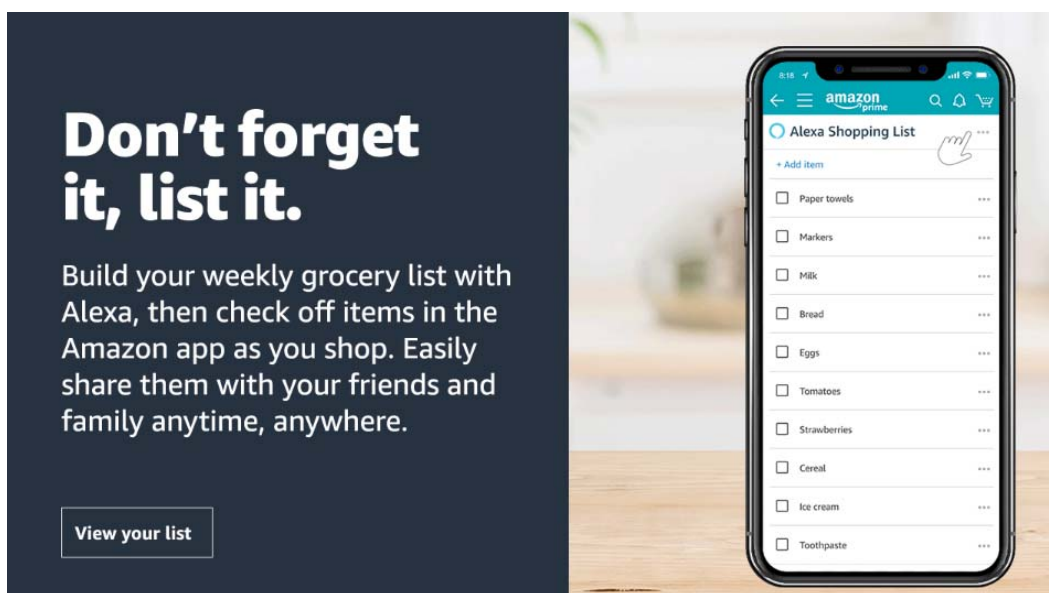 Don't forget
it, list it.
Build your weekly grocery list with
Alexa, then check off items in the
Amazon app as you shop. Easily
share them with your friends and
family anytime, anywhere.
View your list
8:18
amazon
prime
Alexa Shopping List
+ Add item
Paper towels
Markers
Milk
Bread
Eggs
Tomatoes
Strawberries
Cereal
Ice cream
Toothpaste